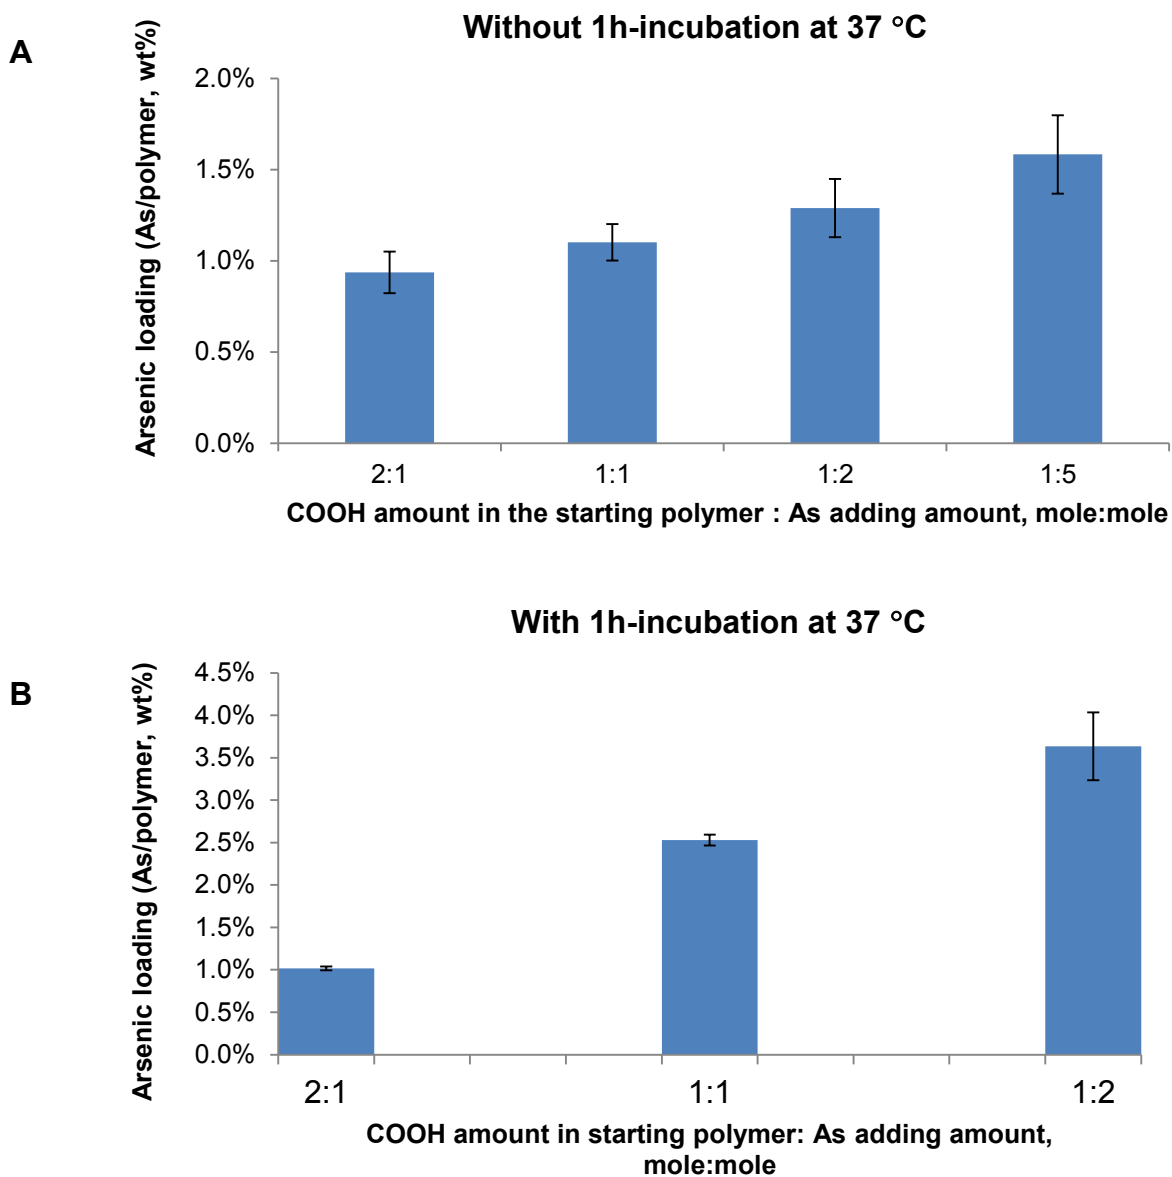 A
Without 1h-incubation at 37 °C
Arsenic loading (As/polymer, wt%)
2.0%
1.5%
1.0%
0.5%
0.0%
2:1 1:1 1:2 1:5
COOH amount in the starting polymer : As adding amount, mole:mole
With 1h-incubation at 37 °C
B
Arsenic loading (As/polymer, wt%)
4.5%
4.0%
3.5%
3.0%
2.5%
2.0%
1.5%
1.0%
0.5%
0.0%
2:1 1:1 1:2
COOH amount in starting polymer: As adding amount,
mole:mole